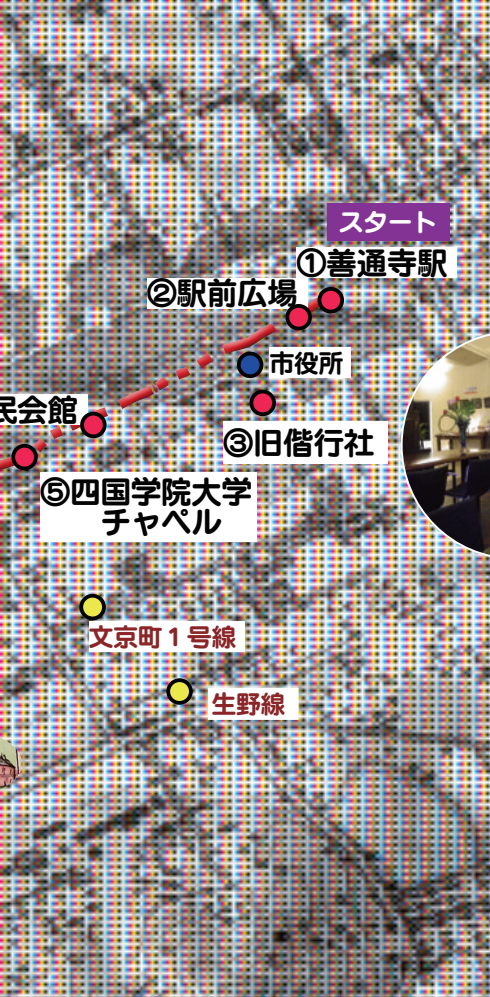 スタート
①善通寺駅
②駅前広場
市役所
民会館
③旧偕行社
⑤四国学院大学
チャペル
文京町１号線
生野線